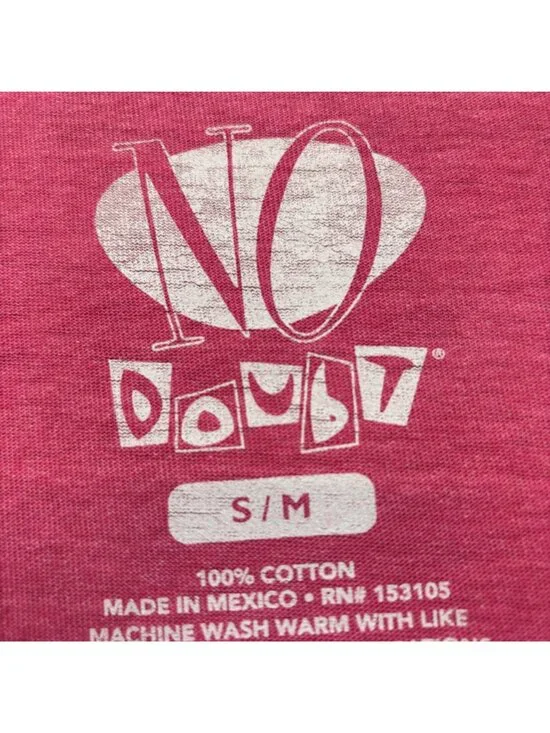 NO
DOUBT®
S/M
100% COTTON
MADE IN MEXICO • RN# 153105
MACHINE WASH WARM WITH LIKE